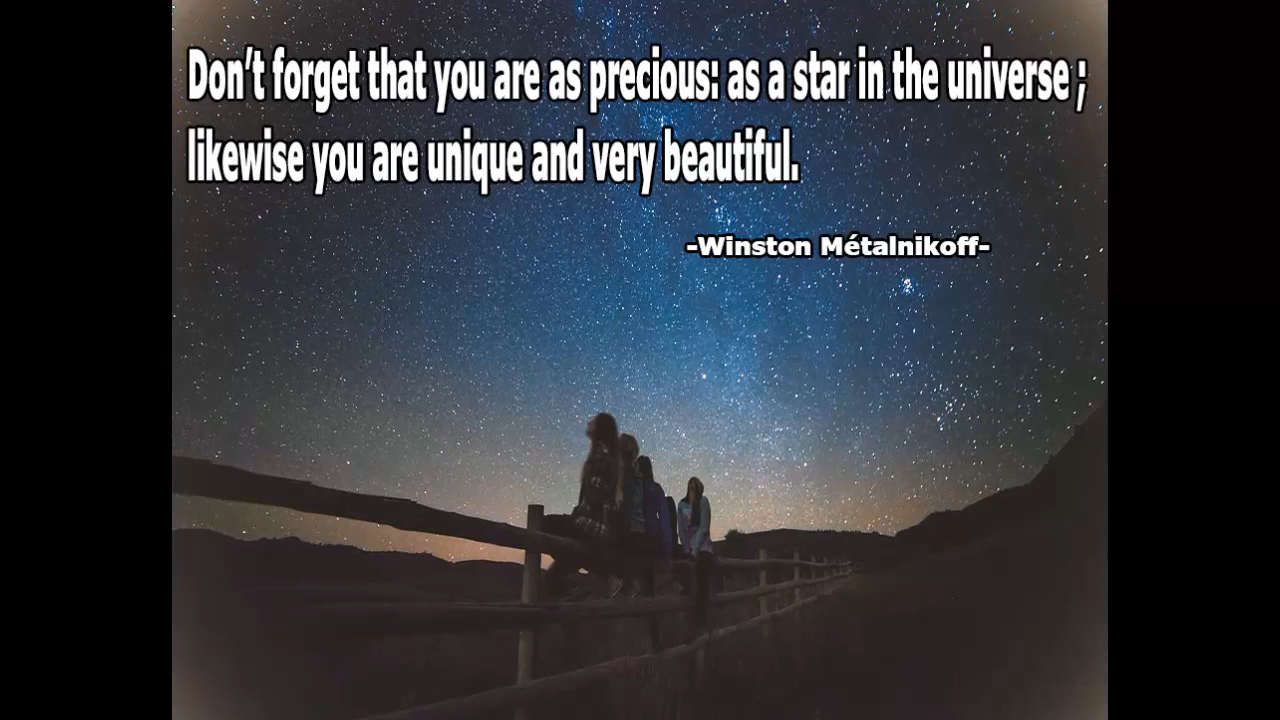 Don’t forget that you are as precious: as a star in the universe ;
likewise you are unique and very beautiful.
-Winston Métalnikoff-